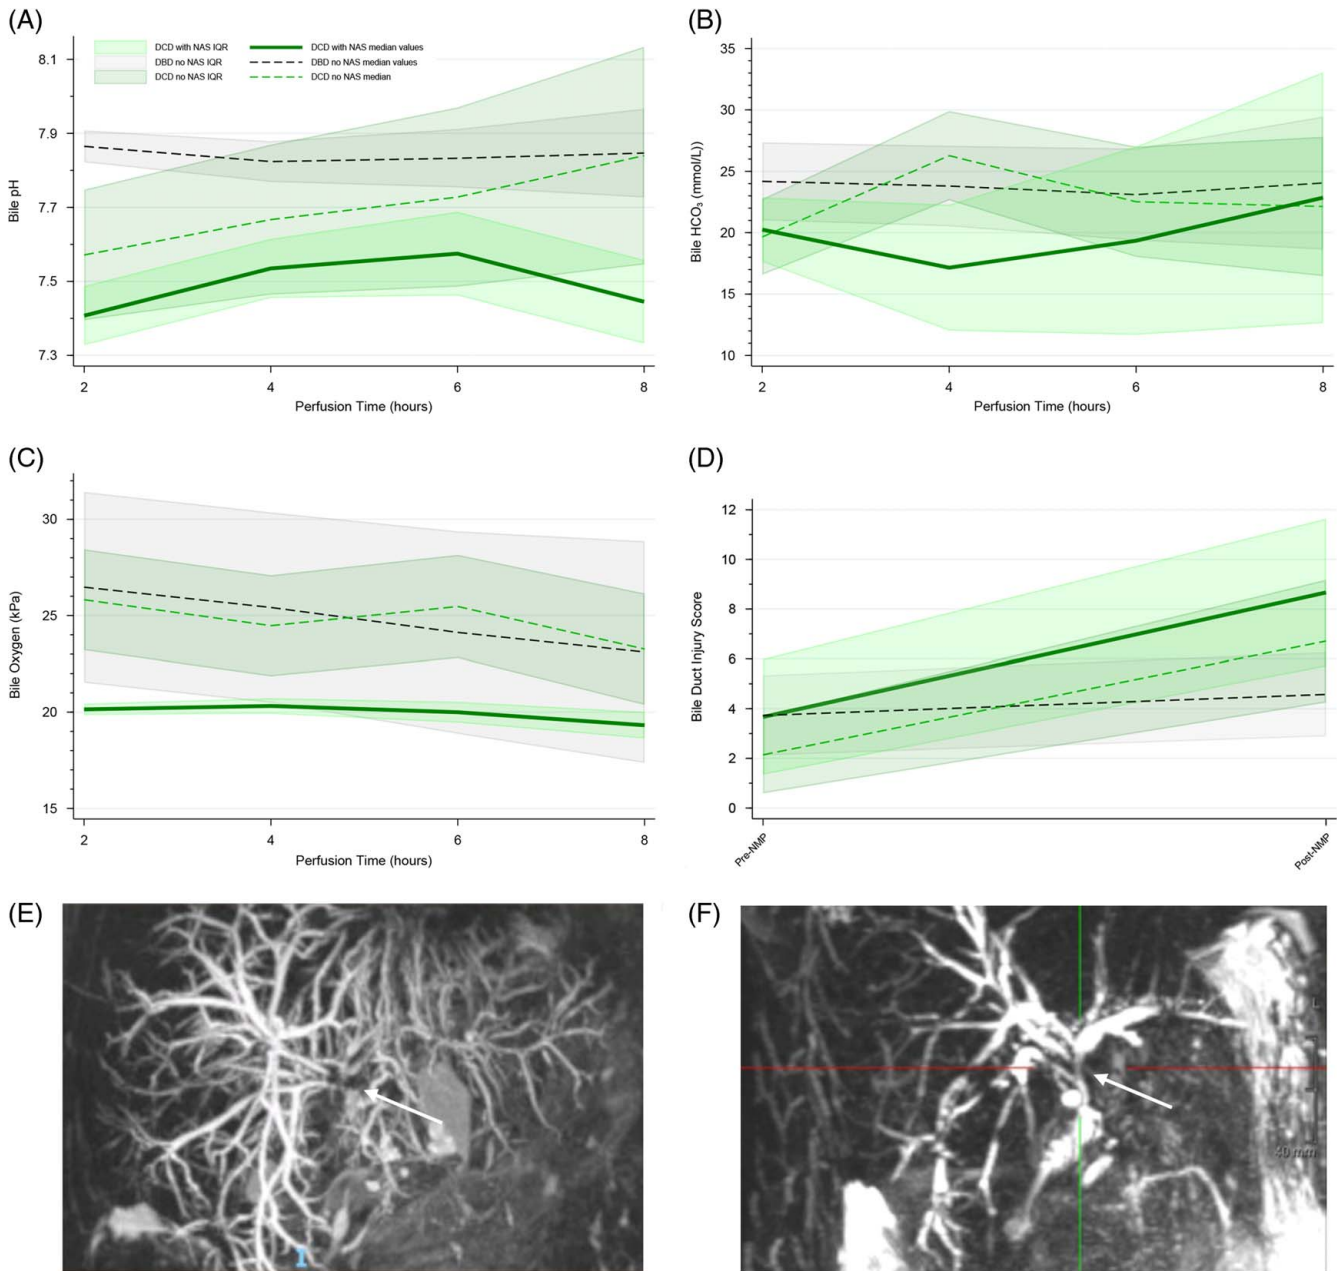 (A)
8.1
7.9
7.7
7.5
7.3
Bile pH
DCD with NAS IQR
DBD no NAS IQR
DCD no NAS IQR
DCD with NAS median values
DBD no NAS median values
DCD no NAS median
2 4 6 8
Perfusion Time (hours)
(B)
35
30
25
20
15
10
Bile HCO₃ (mmol/L))
2 4 6 8
Perfusion Time (hours)
(C)
30
25
20
15
Bile Oxygen (kPa)
2 4 6 8
Perfusion Time (hours)
(D)
12
10
8
6
4
2
0
Bile Duct Injury Score
Pre-NMP Post-NMP
(E)
I
(F)
L
40 mm